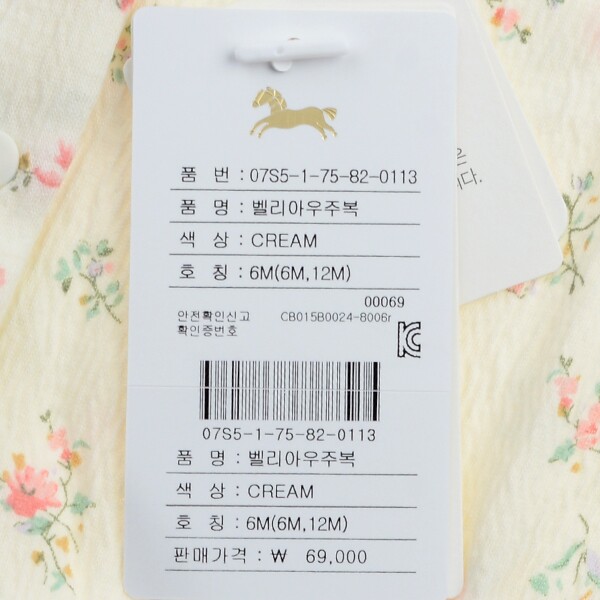 품 번 : 07S5-1-75-82-0113
품 명 : 벨리아우주복
색 상 : CREAM
호 칭 : 6M(6M,12M)
00069
안전확인신고 CB015B0024-8006r
확인증번호
07S5-1-75-82-0113
품 명 : 벨리아우주복
색 상 : CREAM
호 칭 : 6M(6M,12M)
판매가격 : ₩ 69,000
은
다.